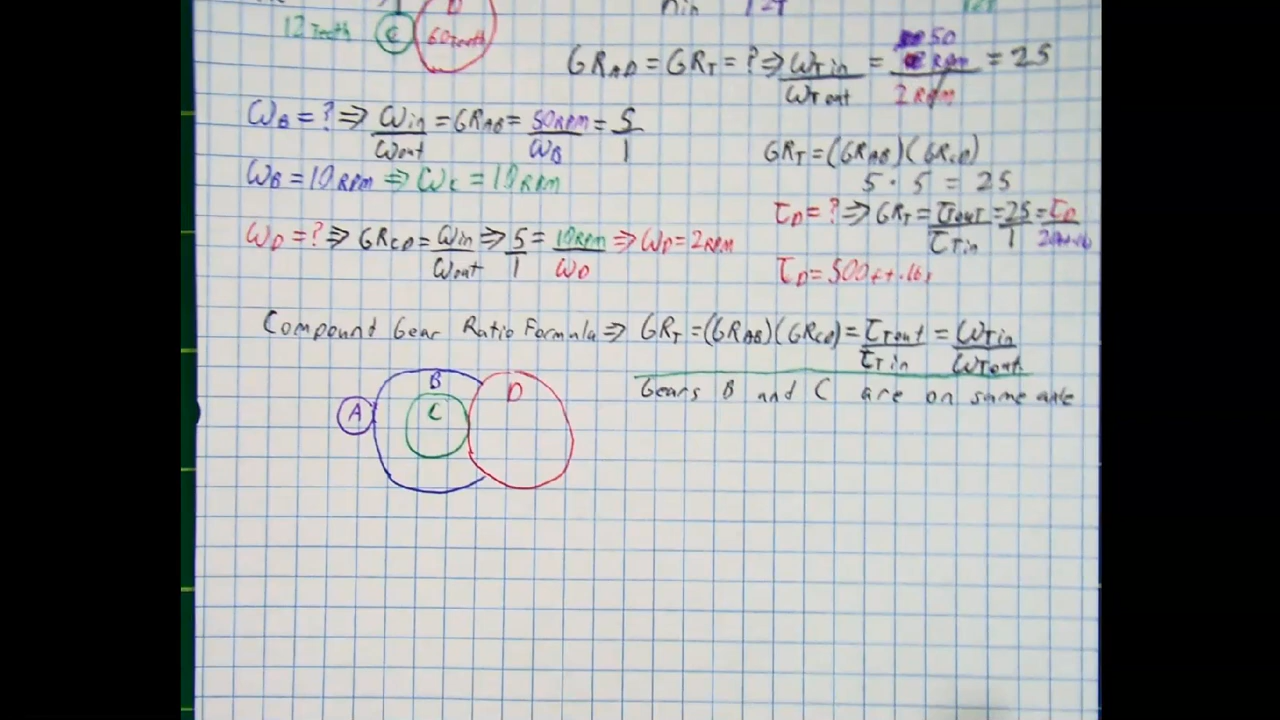 12 Teeth C 60 Teeth
GR_AD = GR_T = ? ⇒ ω_Tin / ω_Tout = 50 RPM / 2 RPM = 25
ω_B = ? ⇒ ω_in / ω_out = GR_AB = 50 RPM / ω_B = 5 / 1
GR_T = (GR_AB)(GR_CD)
ω_B = 10 RPM ⇒ ω_C = 10 RPM
5 · 5 = 25
τ_D = ? ⇒ GR_T = τ_Tout / τ_Tin = 25 / 1 = τ_D
ω_D = ? ⇒ GR_CD = ω_in / ω_out ⇒ 5 / 1 = 10 RPM / ω_D ⇒ ω_D = 2 RPM
τ_D = 500 ft·lbs
Compound Gear Ratio Formula ⇒ GR_T = (GR_AB)(GR_CD) = τ_Tout / τ_Tin = ω_Tin / ω_Tout
Gears B and C are on same axle
B
D
A
C